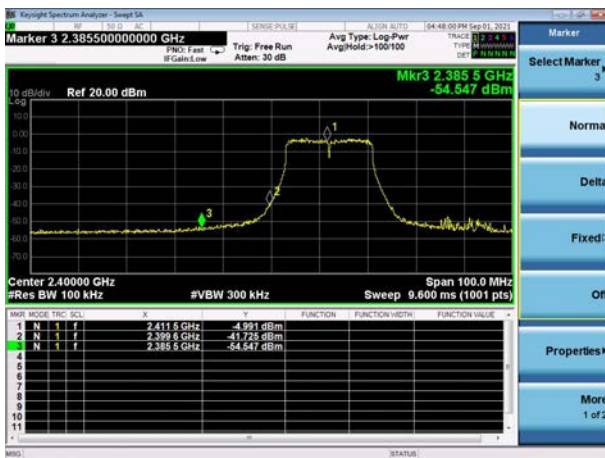 Keysight Spectrum Analyzer - Swept SA
RF 50 Ω AC SENSE:PULSE ALIGN AUTO 04:48:00 PM Sep 01, 2021
Marker 3 2.385500000000 GHz
PNO: Fast
IFGain:Low
Trig: Free Run
Atten: 30 dB
Avg Type: Log-Pwr
Avg|Hold:>100/100
TRACE 1 2 3 4 5 6
TYPE M
DET P N N N N N
Mkr3 2.385 5 GHz
-54.547 dBm
10 dB/div Ref 20.00 dBm
Log
10.0
0.00
-10.0
-20.0
-30.0
-40.0
-50.0
-60.0
-70.0
1
2
3
Center 2.40000 GHz Span 100.0 MHz
#Res BW 100 kHz #VBW 300 kHz Sweep 9.600 ms (1001 pts)
MKR MODE TRC SCL X Y FUNCTION FUNCTION WIDTH FUNCTION VALUE
1 N 1 f 2.411 5 GHz -4.991 dBm
2 N 1 f 2.399 6 GHz -41.725 dBm
3 N 1 f 2.385 5 GHz -54.547 dBm
4
5
6
7
8
9
10
11
MSG STATUS
Marker
Select Marker
3
Norma
Delta
Fixed
Off
Properties
More
1 of 2